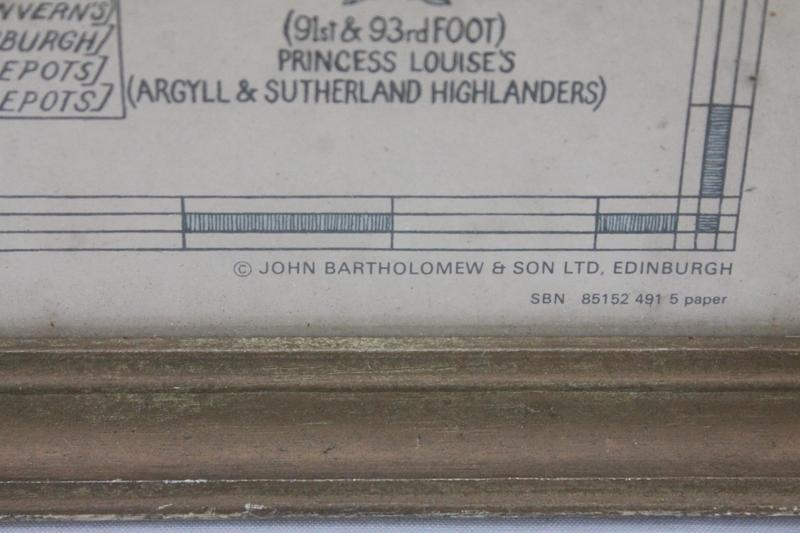 (91st & 93rd FOOT)
PRINCESS LOUISE'S
(ARGYLL & SUTHERLAND HIGHLANDERS)
NVERN'S]
BURGH]
EPOTS]
EPOTS]
© JOHN BARTHOLOMEW & SON LTD, EDINBURGH
SBN 85152 491 5 paper